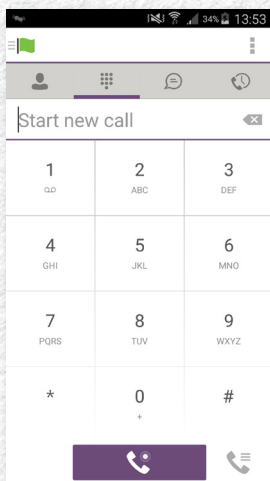 34% 13:53
Start new call
1 2 3
ABC DEF
4 5 6
GHI JKL MNO
7 8 9
PQRS TUV WXYZ
* 0 #
+